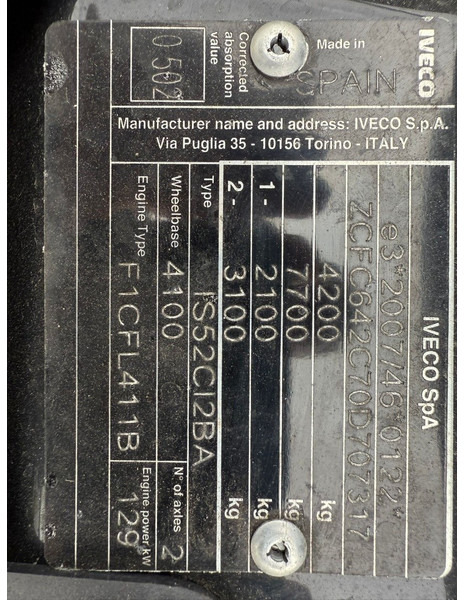 IVECO SpA
e3*2007/46*0122*
ZCFC642C70D707317
4200 kg
7700 kg
1- 2100 kg
2- 3100 kg
Type IS52CI2BA
Wheelbase 4100
N° of axles 2
Engine Type F1CFL411B
Engine power kW 129
IVECO
Made in SPAIN
Corrected absorption value
0 502
Manufacturer name and address: IVECO S.p.A.
Via Puglia 35 - 10156 Torino - ITALY